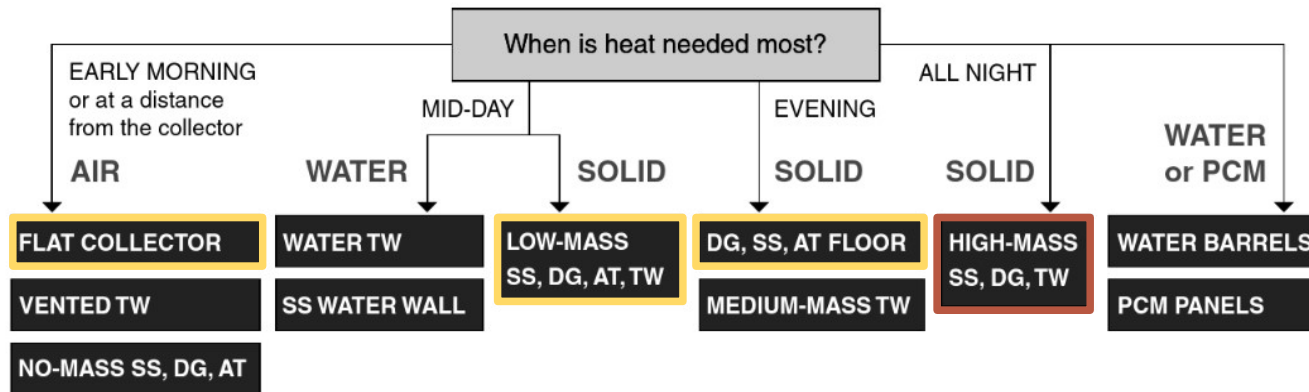 When is heat needed most?
EARLY MORNING
or at a distance
from the collector
AIR
MID-DAY
WATER
SOLID
EVENING
SOLID
ALL NIGHT
SOLID
WATER
or PCM
FLAT COLLECTOR
VENTED TW
NO-MASS SS, DG, AT
WATER TW
SS WATER WALL
LOW-MASS
SS, DG, AT, TW
DG, SS, AT FLOOR
MEDIUM-MASS TW
HIGH-MASS
SS, DG, TW
WATER BARRELS
PCM PANELS